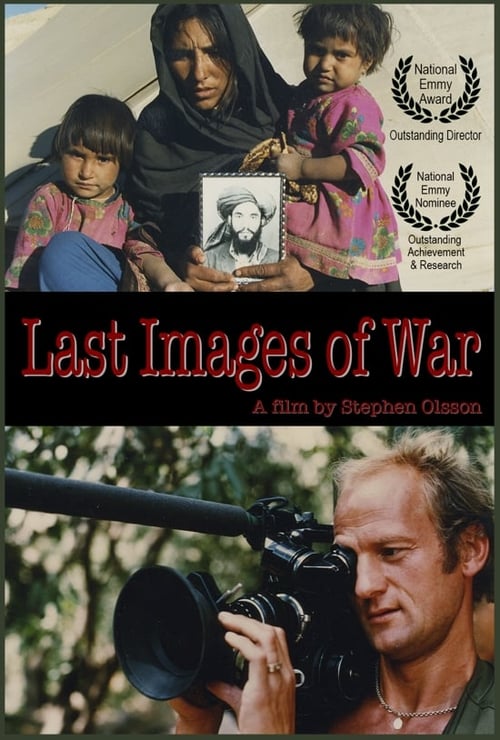 National
Emmy
Award
Outstanding Director
National
Emmy
Nominee
Outstanding
Achievement
& Research
Last Images of War
A film by Stephen Olsson